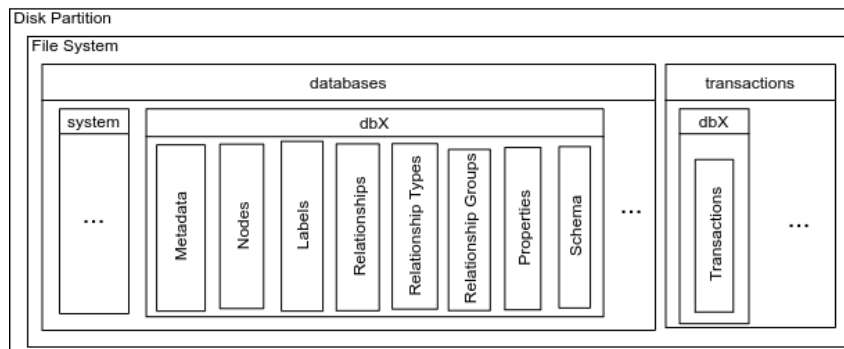 Disk Partition
File System
databases
transactions
system
dbX
dbX
...
Metadata
Nodes
Labels
Relationships
Relationship Types
Relationship Groups
Properties
Schema
...
Transactions
...